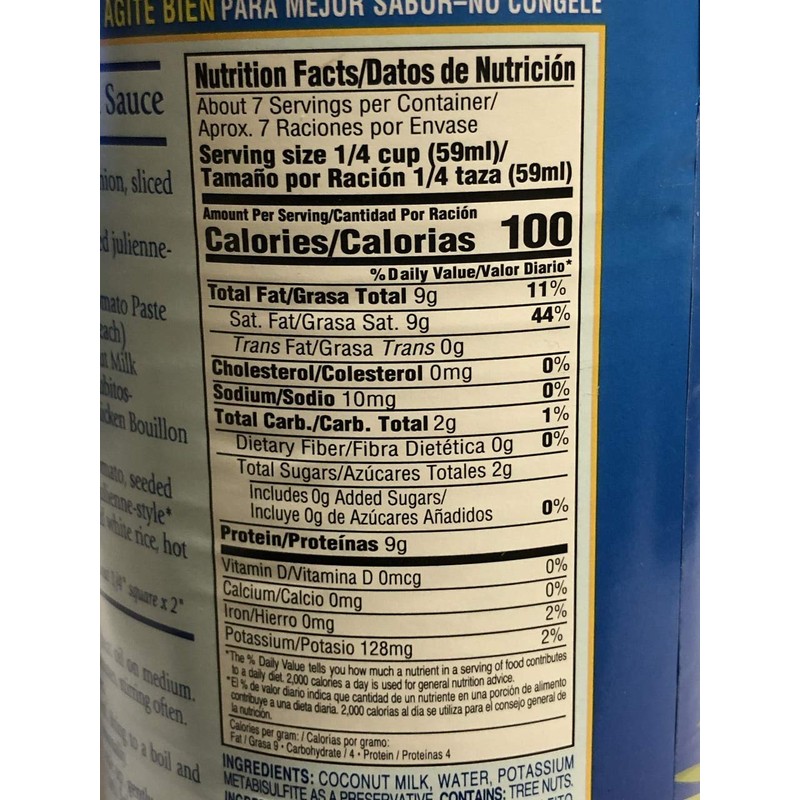 AGITE BIEN PARA MEJOR SABOR–NO CONGELE
Sauce
sliced
julienne-
Paste
Milk
Bouillon
seeded
white rice, hot
1/4" square x 2"
on medium.
stirring often.
to a boil and
Nutrition Facts/Datos de Nutrición
About 7 Servings per Container/
Aprox. 7 Raciones por Envase
Serving size 1/4 cup (59ml)/
Tamaño por Ración 1/4 taza (59ml)
Amount Per Serving/Cantidad Por Ración
Calories/Calorias 100
% Daily Value/Valor Diario*
Total Fat/Grasa Total 9g 11%
Sat. Fat/Grasa Sat. 9g 44%
Trans Fat/Grasa Trans 0g
Cholesterol/Colesterol 0mg 0%
Sodium/Sodio 10mg 0%
Total Carb./Carb. Total 2g 1%
Dietary Fiber/Fibra Dietética 0g 0%
Total Sugars/Azúcares Totales 2g
Includes 0g Added Sugars/
Incluye 0g de Azúcares Añadidos 0%
Protein/Proteínas 9g
Vitamin D/Vitamina D 0mcg 0%
Calcium/Calcio 0mg 0%
Iron/Hierro 0mg 2%
Potassium/Potasio 128mg 2%
*The % Daily Value tells you how much a nutrient in a serving of food contributes
to a daily diet. 2,000 calories a day is used for general nutrition advice.
*El % de valor diario indica que cantidad de un nutriente en una porción de alimento
contribuye a una dieta diaria. 2,000 calorias al día se utiliza para el consejo general de
la nutrición.
Calories per gram: / Calorias por gramo:
Fat / Grasa 9 • Carbohydrate / 4 • Protein / Proteínas 4
INGREDIENTS: COCONUT MILK, WATER, POTASSIUM
METABISULFITE AS A PRESERVATIVE. CONTAINS: TREE NUTS.